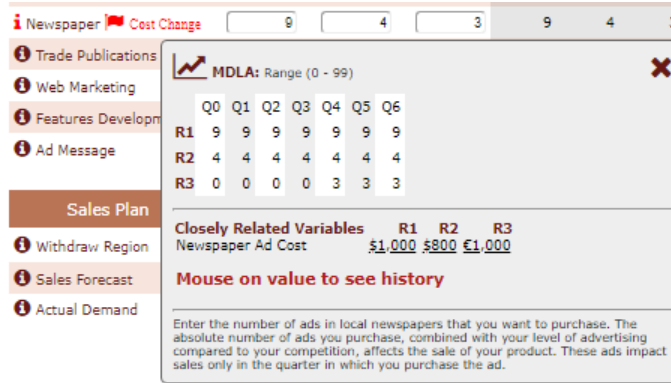 i Newspaper Cost Change 9 4 3 9 4
Trade Publications
Web Marketing
Features Developm
Ad Message
Sales Plan
Withdraw Region
Sales Forecast
Actual Demand
MDLA: Range (0 - 99)
Q0 Q1 Q2 Q3 Q4 Q5 Q6
R1 9 9 9 9 9 9 9
R2 4 4 4 4 4 4 4
R3 0 0 0 0 3 3 3
Closely Related Variables R1 R2 R3
Newspaper Ad Cost $1,000 $800 €1,000
Mouse on value to see history
Enter the number of ads in local newspapers that you want to purchase. The
absolute number of ads you purchase, combined with your level of advertising
compared to your competition, affects the sale of your product. These ads impact
sales only in the quarter in which you purchase the ad.